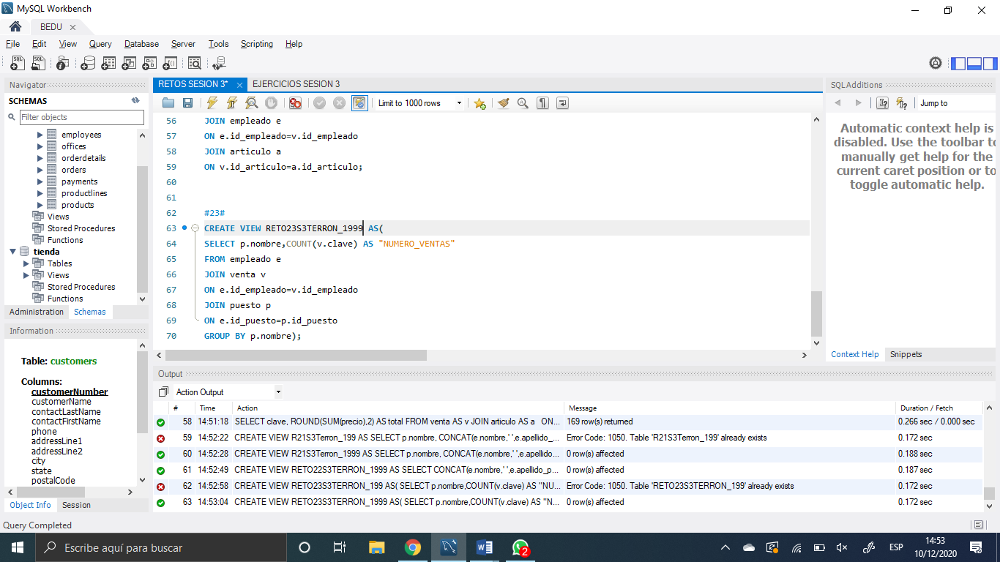 MySQL Workbench
BEDU
File Edit View Query Database Server Tools Scripting Help
Navigator
SCHEMAS
Filter objects
employees
offices
orderdetails
orders
payments
productlines
products
Views
Stored Procedures
Functions
tienda
Tables
Views
Stored Procedures
Functions
Administration Schemas
Information
Table: customers
Columns:
customerNumber
customerName
contactLastName
contactFirstName
phone
addressLine1
addressLine2
city
state
postalCode
Object Info Session
RETOS SESION 3* EJERCICIOS SESION 3
Limit to 1000 rows
56 JOIN empleado e
57 ON e.id_empleado=v.id_empleado
58 JOIN articulo a
59 ON v.id_articulo=a.id_articulo;
60
61
62 #23#
63 CREATE VIEW RETO23S3TERRON_1999 AS(
64 SELECT p.nombre,COUNT(v.clave) AS "NUMERO_VENTAS"
65 FROM empleado e
66 JOIN venta v
67 ON e.id_empleado=v.id_empleado
68 JOIN puesto p
69 ON e.id_puesto=p.id_puesto
70 GROUP BY p.nombre);
SQLAdditions
Jump to
Automatic context help is
disabled. Use the toolbar to
manually get help for the
current caret position or to
toggle automatic help.
Context Help Snippets
Output
Action Output
# Time Action Message Duration / Fetch
58 14:51:18 SELECT clave, ROUND(SUM(precio),2) AS total FROM venta AS v JOIN articulo AS a ON... 169 row(s) returned 0.266 sec / 0.000 sec
59 14:52:22 CREATE VIEW R21S3Terron_199 AS SELECT p.nombre, CONCAT(e.nombre,' ',e.apellido_... Error Code: 1050. Table 'R21S3Terron_199' already exists 0.172 sec
60 14:52:28 CREATE VIEW R21S3Terron_1999 AS SELECT p.nombre, CONCAT(e.nombre,' ',e.apellido... 0 row(s) affected 0.188 sec
61 14:52:49 CREATE VIEW RETO22S3TERRON_1999 AS SELECT CONCAT(e.nombre,' ',e.apellido_p... 0 row(s) affected 0.187 sec
62 14:52:58 CREATE VIEW RETO23S3TERRON_199 AS( SELECT p.nombre,COUNT(v.clave) AS "NU... Error Code: 1050. Table 'RETO23S3TERRON_199' already exists 0.172 sec
63 14:53:04 CREATE VIEW RETO23S3TERRON_1999 AS( SELECT p.nombre,COUNT(v.clave) AS "N... 0 row(s) affected 0.172 sec
Query Completed
Escribe aquí para buscar
2
ESP
14:53
10/12/2020